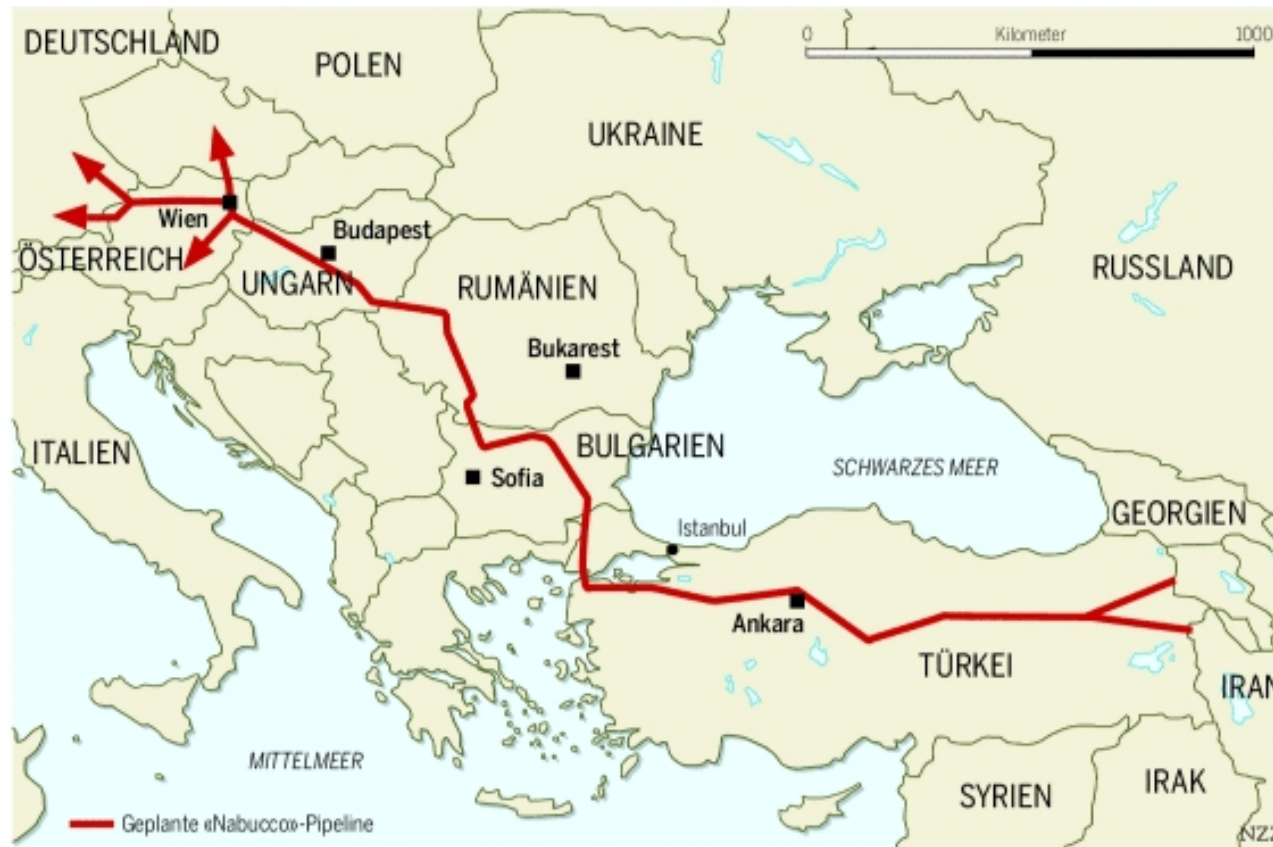 DEUTSCHLAND
POLEN
0 Kilometer 1000
UKRAINE
Wien
Budapest
ÖSTERREICH
UNGARN
RUMÄNIEN
RUSSLAND
Bukarest
ITALIEN
BULGARIEN
SCHWARZES MEER
Sofia
GEORGIEN
Istanbul
Ankara
TÜRKEI
IRAN
MITTELMEER
SYRIEN
IRAK
Geplante «Nabucco»-Pipeline
NZZ